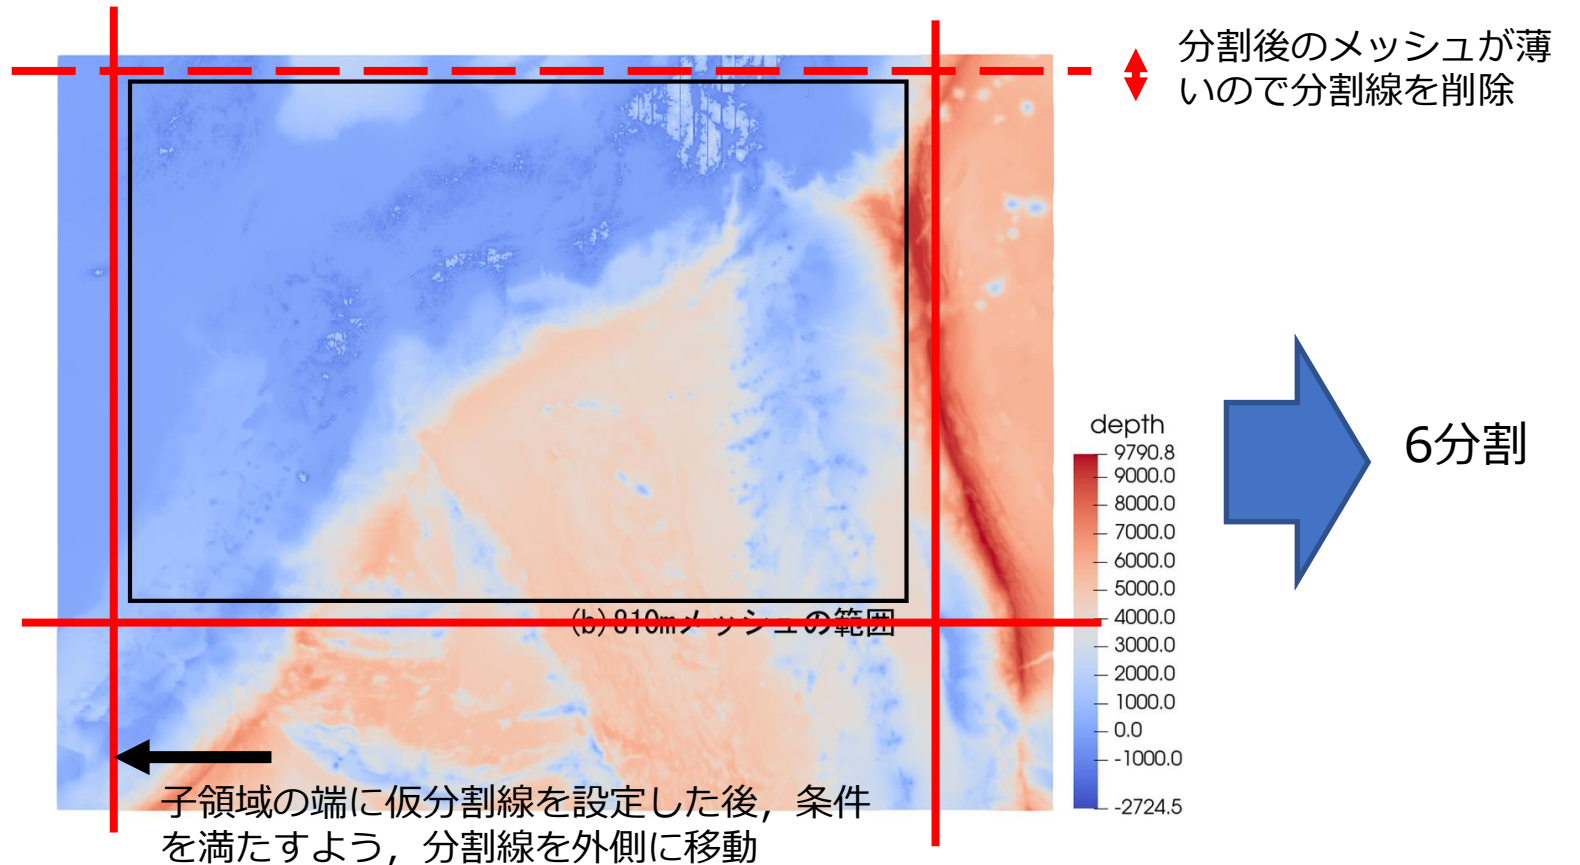 分割後のメッシュが薄
いので分割線を削除
(b)810mメッシュの範囲
depth
9790.8
9000.0
8000.0
7000.0
6000.0
5000.0
4000.0
3000.0
2000.0
1000.0
0.0
-1000.0
-2724.5
6分割
子領域の端に仮分割線を設定した後，条件
を満たすよう，分割線を外側に移動